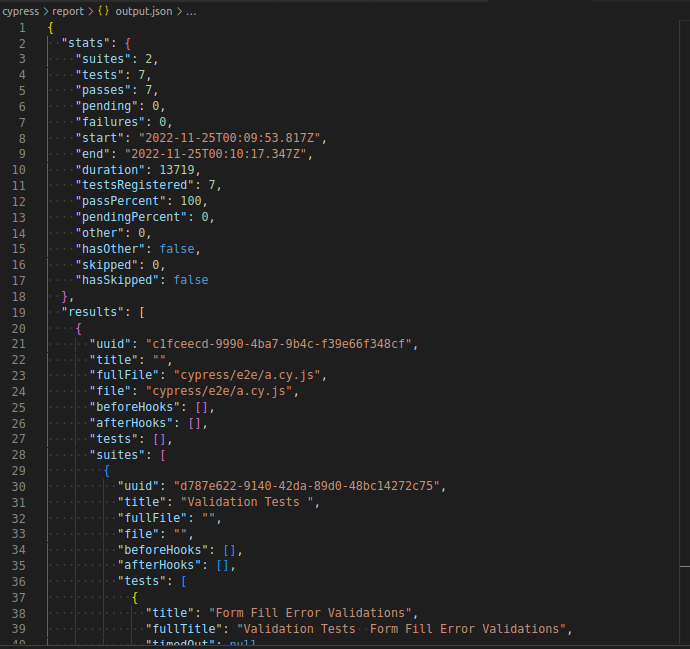 cypress > report > {} output.json > ...
1 {
2 "stats": {
3 "suites": 2,
4 "tests": 7,
5 "passes": 7,
6 "pending": 0,
7 "failures": 0,
8 "start": "2022-11-25T00:09:53.817Z",
9 "end": "2022-11-25T00:10:17.347Z",
10 "duration": 13719,
11 "testsRegistered": 7,
12 "passPercent": 100,
13 "pendingPercent": 0,
14 "other": 0,
15 "hasOther": false,
16 "skipped": 0,
17 "hasSkipped": false
18 },
19 "results": [
20 {
21 "uuid": "c1fceecd-9990-4ba7-9b4c-f39e66f348cf",
22 "title": "",
23 "fullFile": "cypress/e2e/a.cy.js",
24 "file": "cypress/e2e/a.cy.js",
25 "beforeHooks": [],
26 "afterHooks": [],
27 "tests": [],
28 "suites": [
29 {
30 "uuid": "d787e622-9140-42da-89d0-48bc14272c75",
31 "title": "Validation Tests ",
32 "fullFile": "",
33 "file": "",
34 "beforeHooks": [],
35 "afterHooks": [],
36 "tests": [
37 {
38 "title": "Form Fill Error Validations",
39 "fullTitle": "Validation Tests  Form Fill Error Validations",
40 "timedOut": null